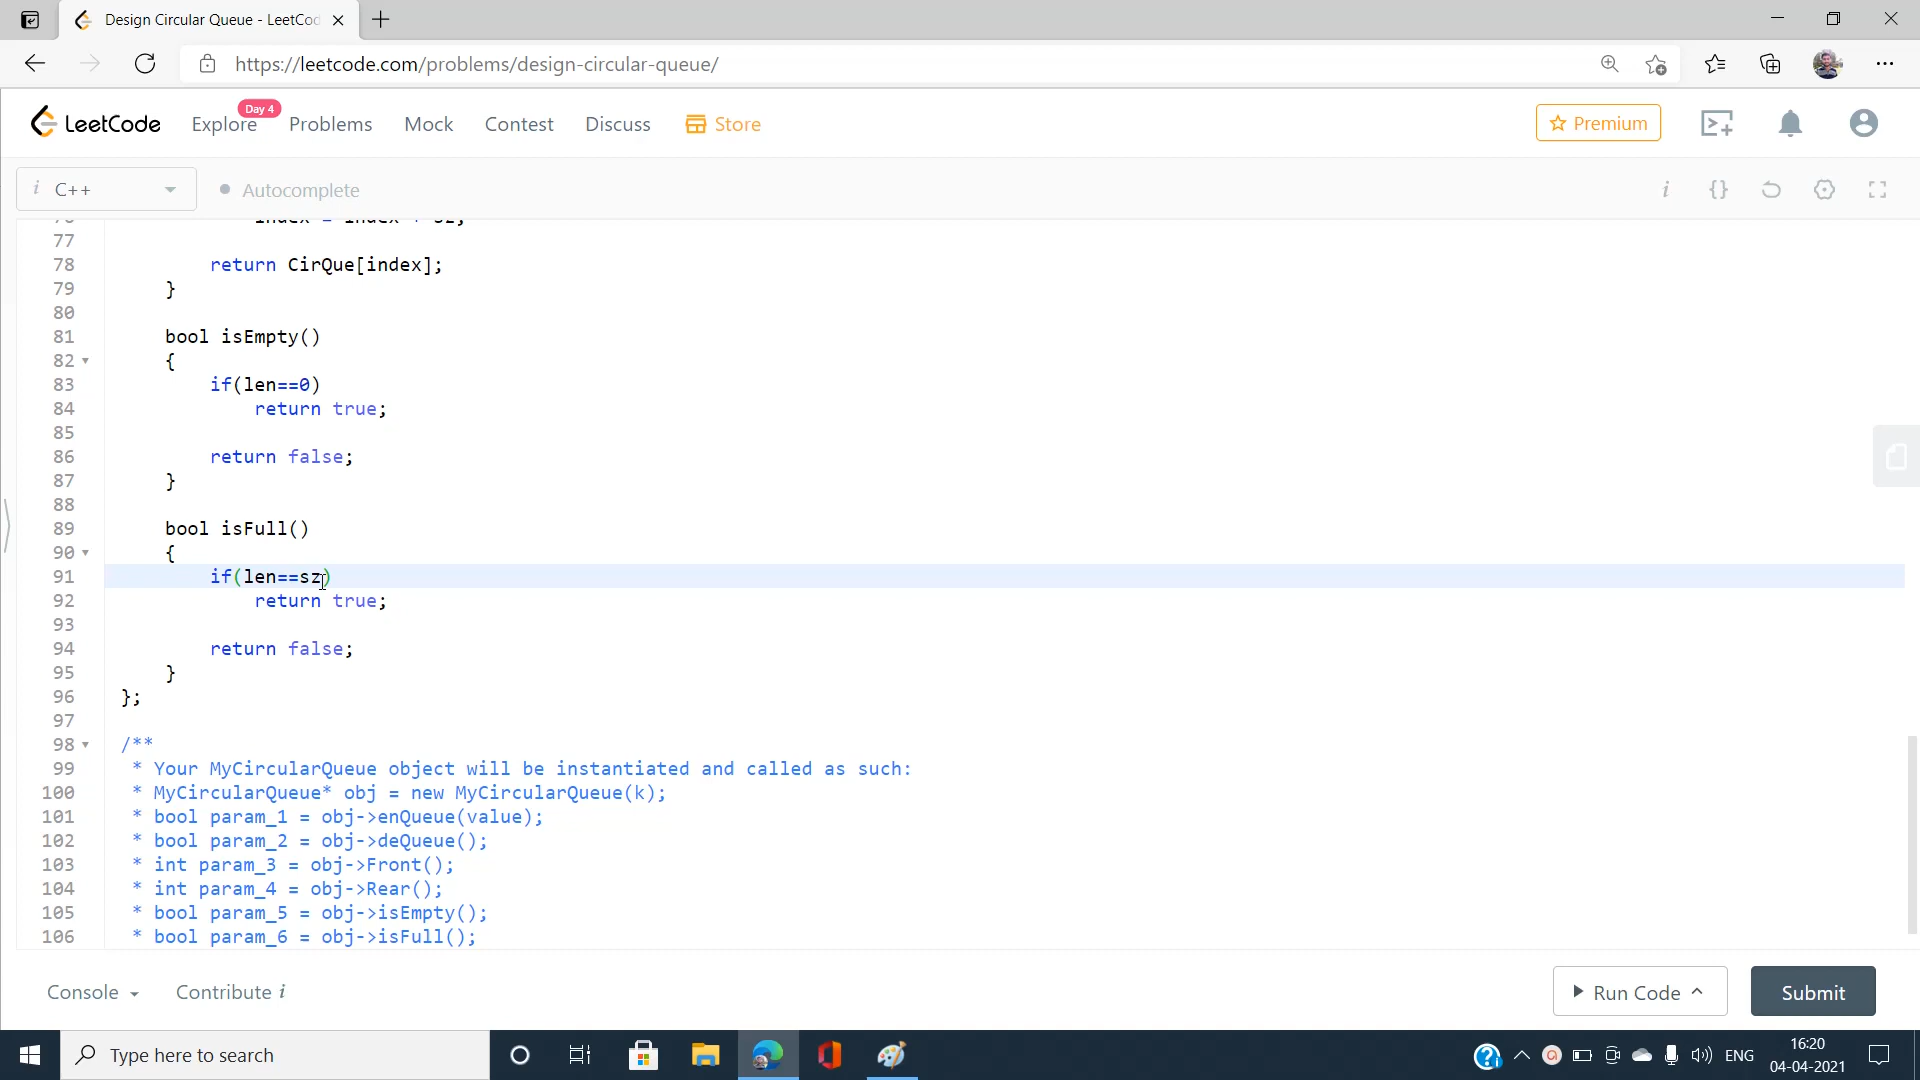 Design Circular Queue - LeetCo
https://leetcode.com/problems/design-circular-queue/
LeetCode
Explore
Day 4
Problems
Mock
Contest
Discuss
Store
Premium
i C++
Autocomplete
77
78 return CirQue[index];
79 }
80
81 bool isEmpty()
82 {
83 if(len==0)
84 return true;
85
86 return false;
87 }
88
89 bool isFull()
90 {
91 if(len==sz)
92 return true;
93
94 return false;
95 }
96 };
97
98 /**
99 * Your MyCircularQueue object will be instantiated and called as such:
100 * MyCircularQueue* obj = new MyCircularQueue(k);
101 * bool param_1 = obj->enQueue(value);
102 * bool param_2 = obj->deQueue();
103 * int param_3 = obj->Front();
104 * int param_4 = obj->Rear();
105 * bool param_5 = obj->isEmpty();
106 * bool param_6 = obj->isFull();
Console
Contribute i
Run Code
Submit
Type here to search
ENG
16:20
04-04-2021